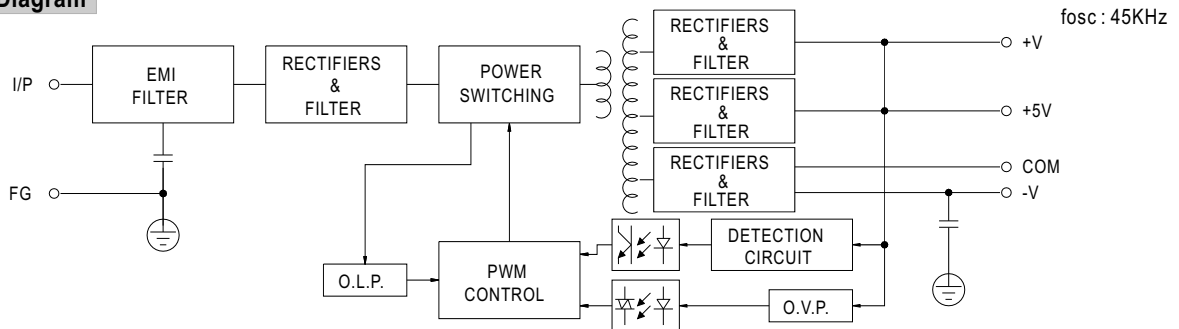 Diagram
fosc : 45KHz
I/P
EMI
FILTER
RECTIFIERS
&
FILTER
POWER
SWITCHING
RECTIFIERS
&
FILTER
+V
RECTIFIERS
&
FILTER
+5V
RECTIFIERS
&
FILTER
COM
-V
FG
O.L.P.
PWM
CONTROL
DETECTION
CIRCUIT
O.V.P.